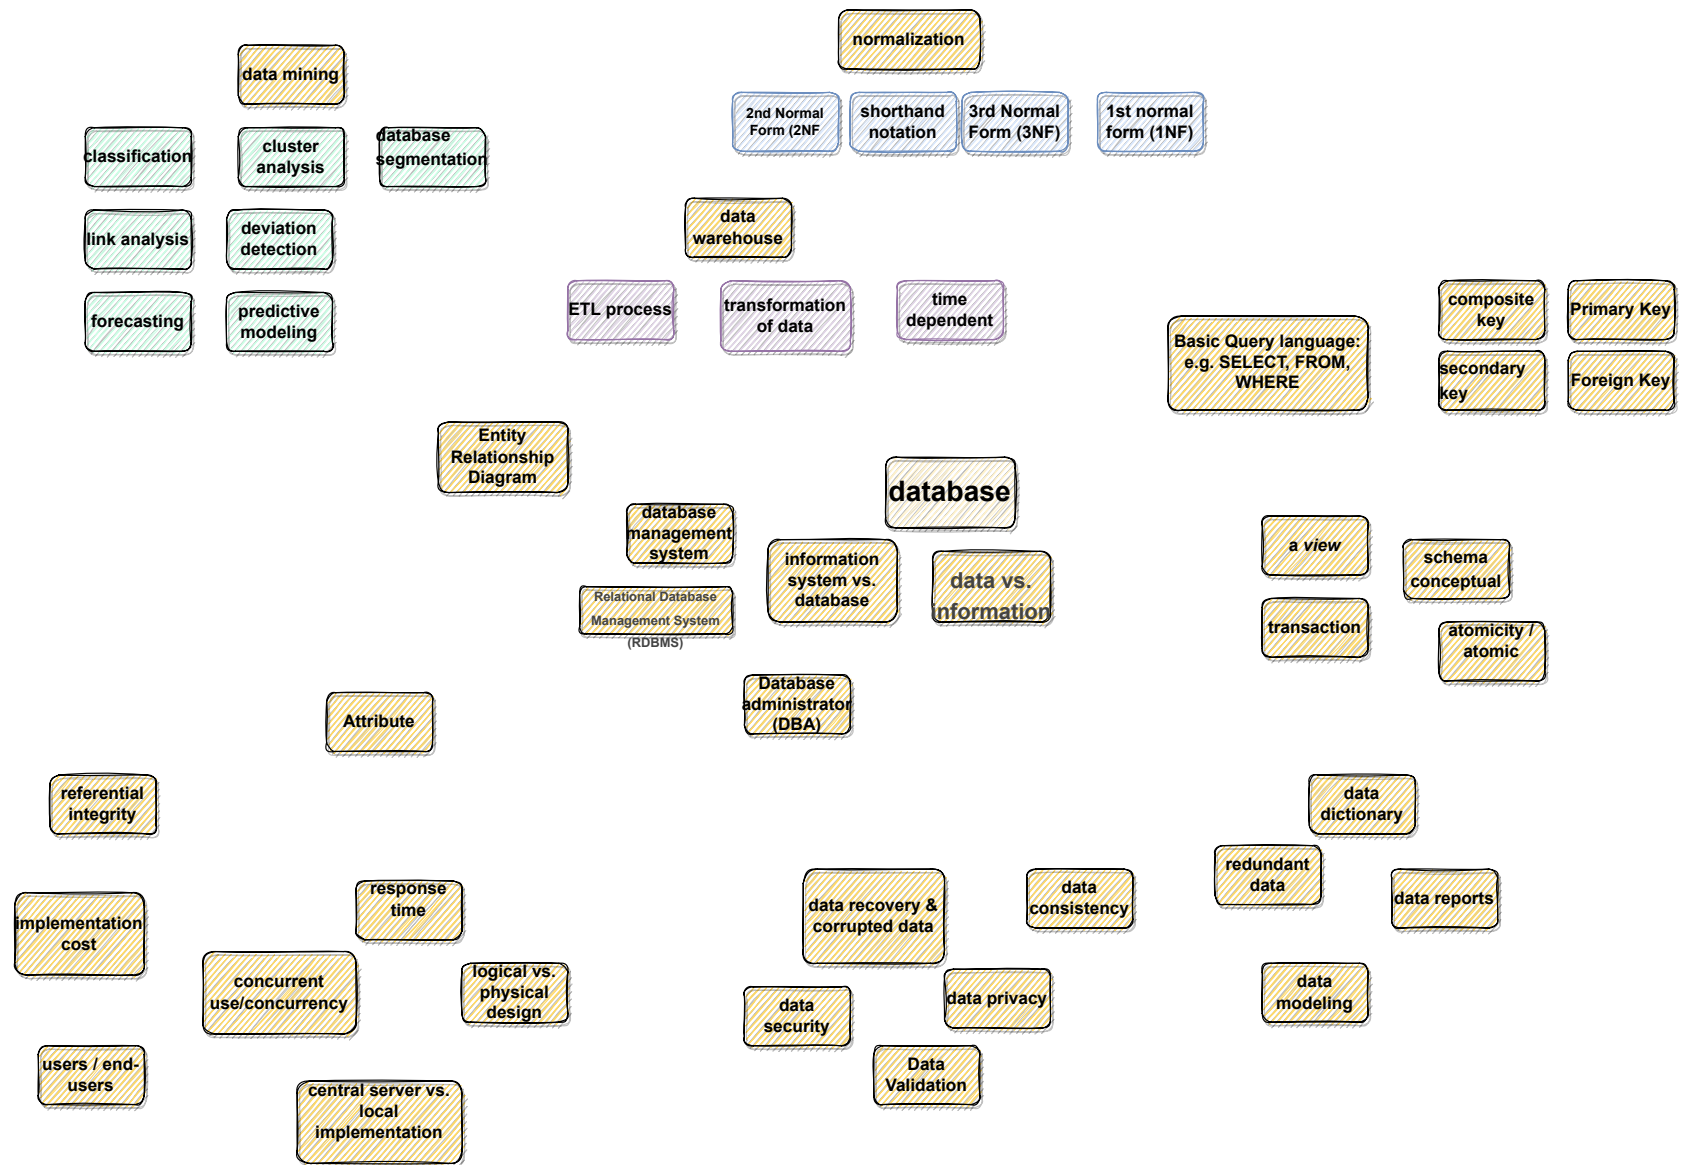 normalization
data mining
2nd Normal
Form (2NF
shorthand
notation
3rd Normal
Form (3NF)
1st normal
form (1NF)
classification
cluster
analysis
database
segmentation
link analysis
deviation
detection
forecasting
predictive
modeling
data
warehouse
ETL process
transformation
of data
time
dependent
Basic Query language:
e.g. SELECT, FROM,
WHERE
composite
key
Primary Key
secondary
key
Foreign Key
Entity
Relationship
Diagram
database
database
management
system
information
system vs.
database
data vs.
information
Relational Database
Management System
(RDBMS)
a view
schema
conceptual
transaction
atomicity /
atomic
Database
administrator
(DBA)
Attribute
referential
integrity
data
dictionary
redundant
data
data reports
implementation
cost
response
time
data recovery &
corrupted data
data
consistency
concurrent
use/concurrency
logical vs.
physical
design
data
security
data privacy
data
modeling
users / end-
users
Data
Validation
central server vs.
local
implementation